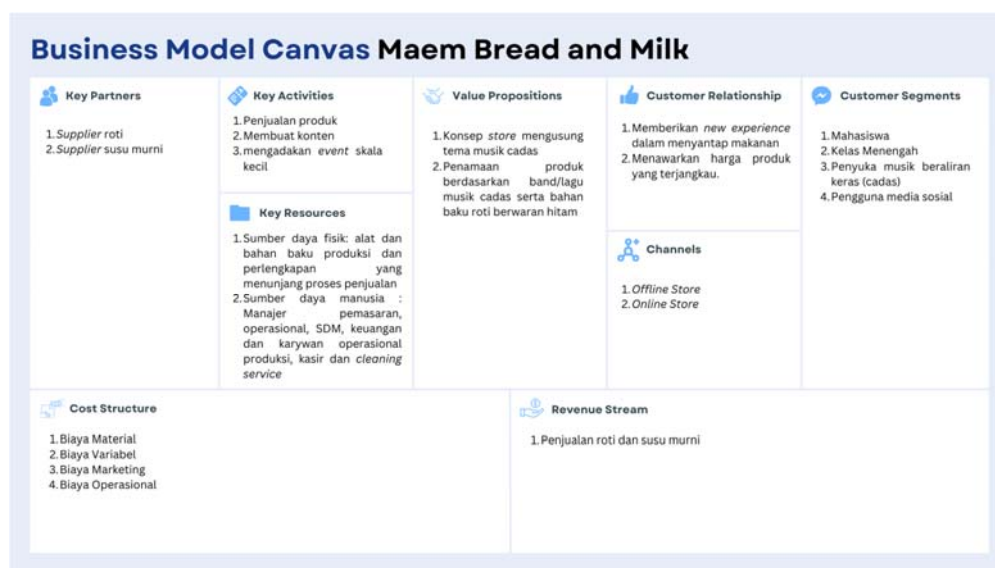 Business Model Canvas Maem Bread and Milk
Key Partners
1. Supplier roti
2. Supplier susu murni
Key Activities
1. Penjualan produk
2. Membuat konten
3. mengadakan event skala
kecil
Key Resources
1. Sumber daya fisik: alat dan
bahan baku produksi dan
perlengkapan yang
menunjang proses penjualan
2. Sumber daya manusia :
Manajer pemasaran,
operasional, SDM, keuangan
dan karywan operasional
produksi, kasir dan cleaning
service
Value Propositions
1. Konsep store mengusung
tema musik cadas
2. Penamaan produk
berdasarkan band/lagu
musik cadas serta bahan
baku roti berwaran hitam
Customer Relationship
1. Memberikan new experience
dalam menyantap makanan
2. Menawarkan harga produk
yang terjangkau.
Channels
1. Offline Store
2. Online Store
Customer Segments
1. Mahasiswa
2. Kelas Menengah
3. Penyuka musik beraliran
keras (cadas)
4. Pengguna media sosial
Cost Structure
1. Biaya Material
2. Biaya Variabel
3. Biaya Marketing
4. Biaya Operasional
Revenue Stream
1. Penjualan roti dan susu murni